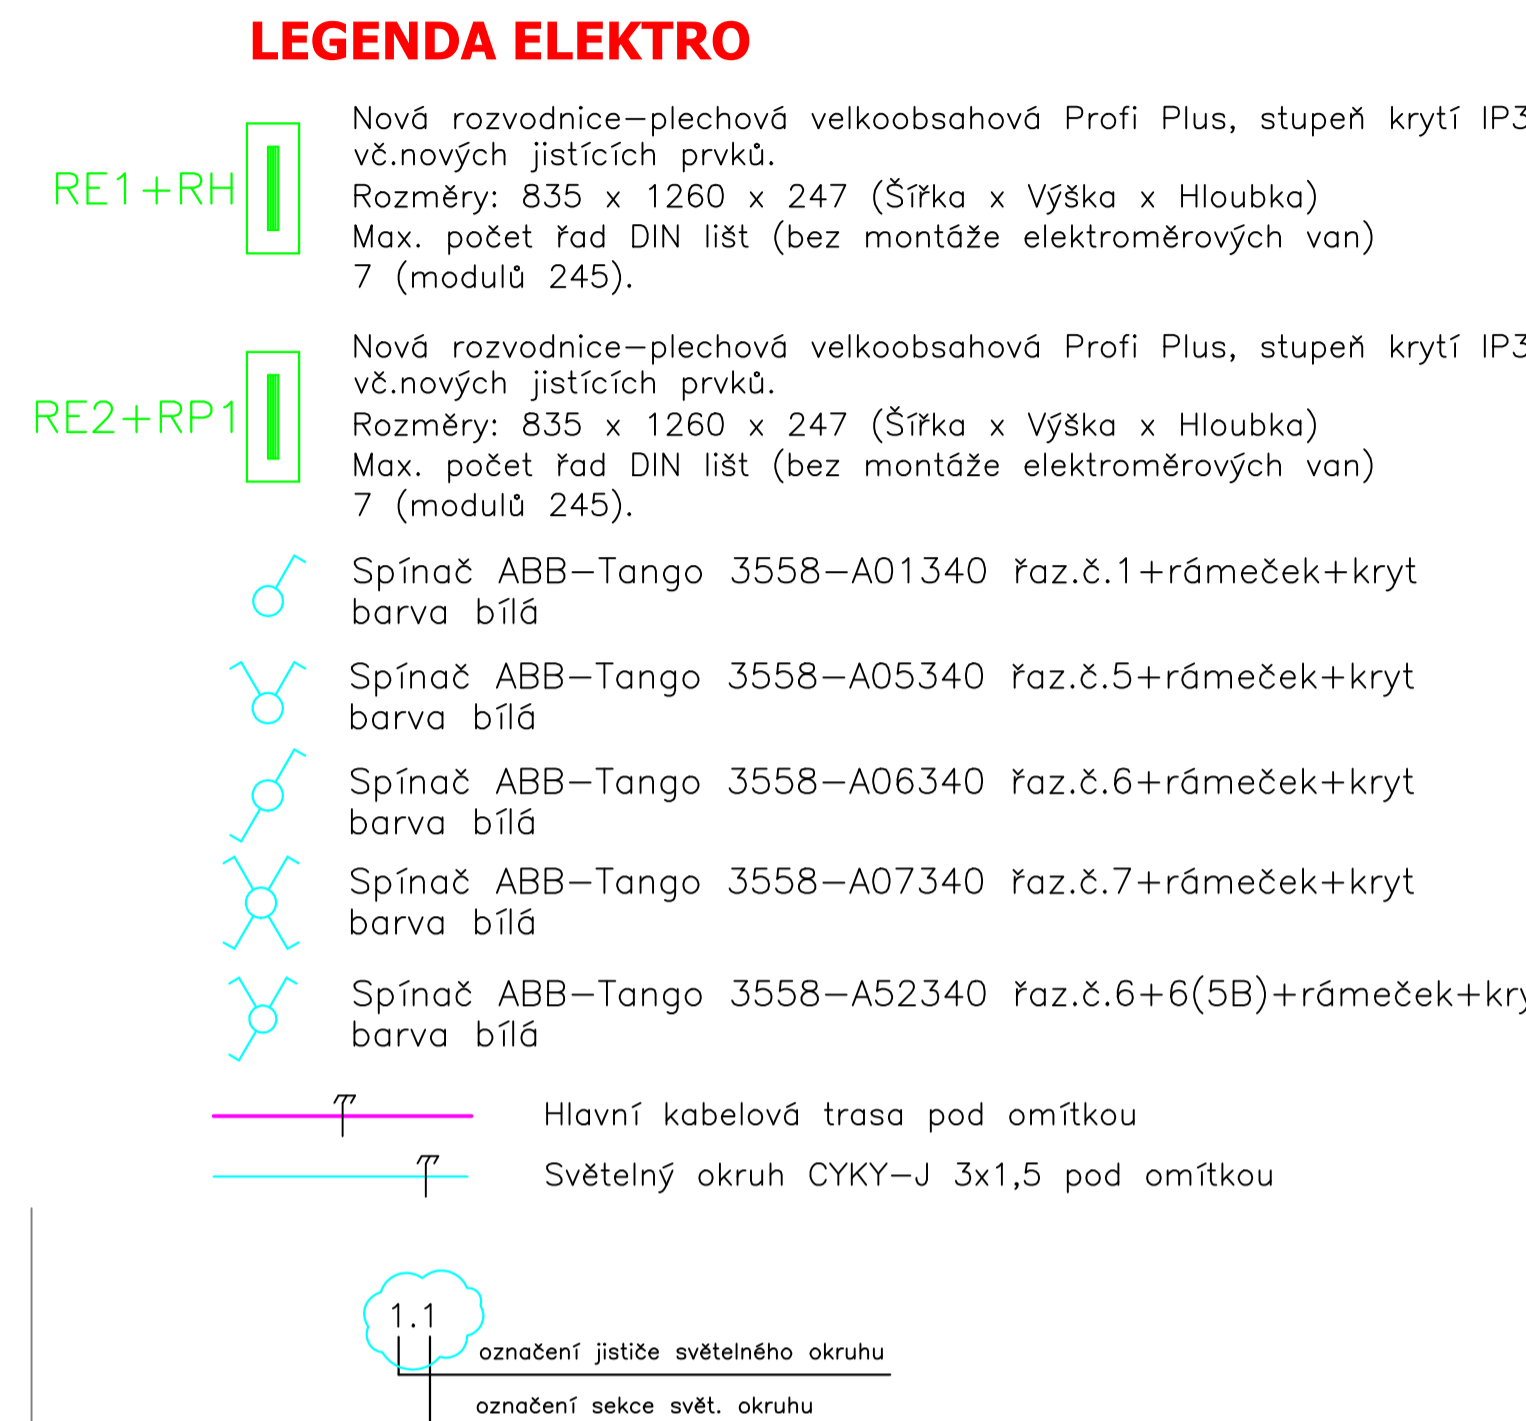 LEGENDA ELEKTRO
Nová rozvodnice-plechová velkoobsahová Profi Plus, stupeň krytí IP3
vč.nových jistících prvků.
RE1+RH
Rozměry: 835 x 1260 x 247 (Šířka x Výška x Hloubka)
Max. počet řad DIN lišt (bez montáže elektroměrových van)
7 (modulů 245).
Nová rozvodnice-plechová velkoobsahová Profi Plus, stupeň krytí IP3
vč.nových jistících prvků.
RE2+RP1
Rozměry: 835 x 1260 x 247 (Šířka x Výška x Hloubka)
Max. počet řad DIN lišt (bez montáže elektroměrových van)
7 (modulů 245).
Spínač ABB-Tango 3558-A01340 řaz.č.1+rámeček+kryt
barva bílá
Spínač ABB-Tango 3558-A05340 řaz.č.5+rámeček+kryt
barva bílá
Spínač ABB-Tango 3558-A06340 řaz.č.6+rámeček+kryt
barva bílá
Spínač ABB-Tango 3558-A07340 řaz.č.7+rámeček+kryt
barva bílá
Spínač ABB-Tango 3558-A52340 řaz.č.6+6(5B)+rámeček+kry
barva bílá
Hlavní kabelová trasa pod omítkou
Světelný okruh CYKY-J 3x1,5 pod omítkou
1.1
označení jističe světelného okruhu
označení sekce svět. okruhu